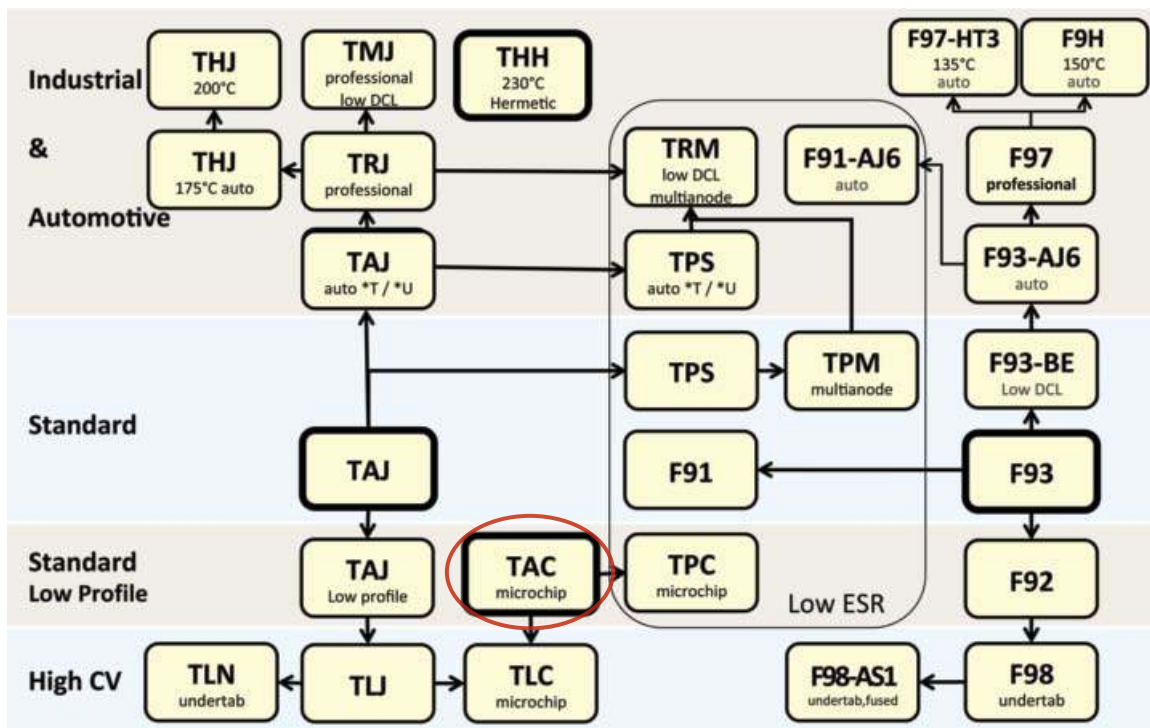 Industrial
&
Automotive
THJ
200°C
TMJ
professional
low DCL
THH
230°C
Hermetic
F97-HT3
135°C
auto
F9H
150°C
auto
THJ
175°C auto
TRJ
professional
TRM
low DCL
multianode
F91-AJ6
auto
F97
professional
TAJ
auto *T / *U
TPS
auto *T / *U
F93-AJ6
auto
Standard
TPS
TPM
multianode
F93-BE
Low DCL
TAJ
F91
F93
Standard
Low Profile
TAJ
Low profile
TAC
microchip
TPC
microchip
Low ESR
F92
High CV
TLN
undertab
TLJ
TLC
microchip
F98-AS1
undertab,fused
F98
undertab